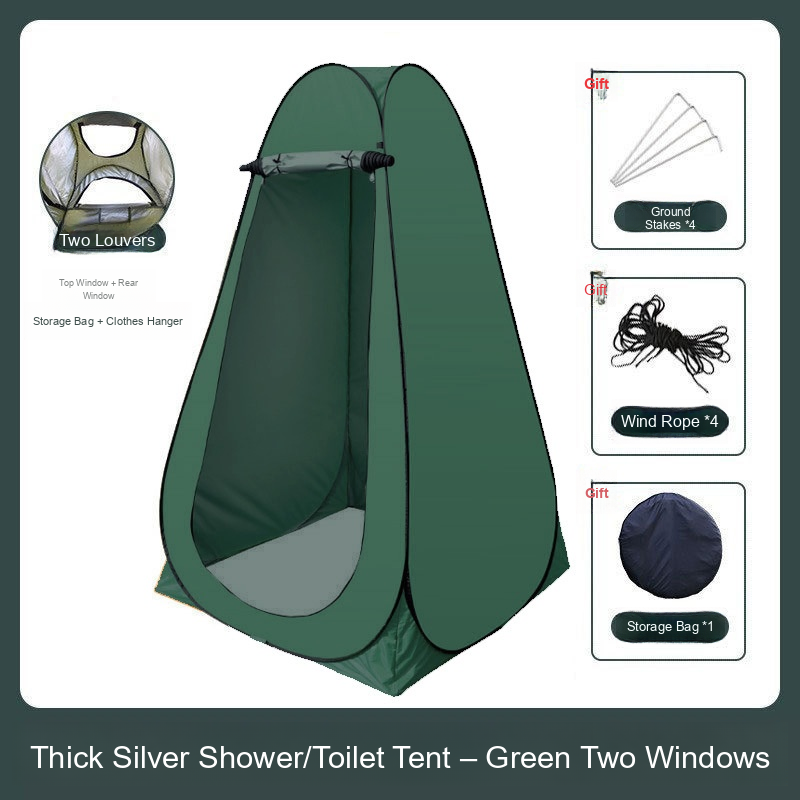 Two Louvers
Top Window + Rear
Window
Storage Bag + Clothes Hanger
Gift
Ground
Stakes *4
Gift
Wind Rope *4
Gift
Storage Bag *1
Thick Silver Shower/Toilet Tent – Green Two Windows